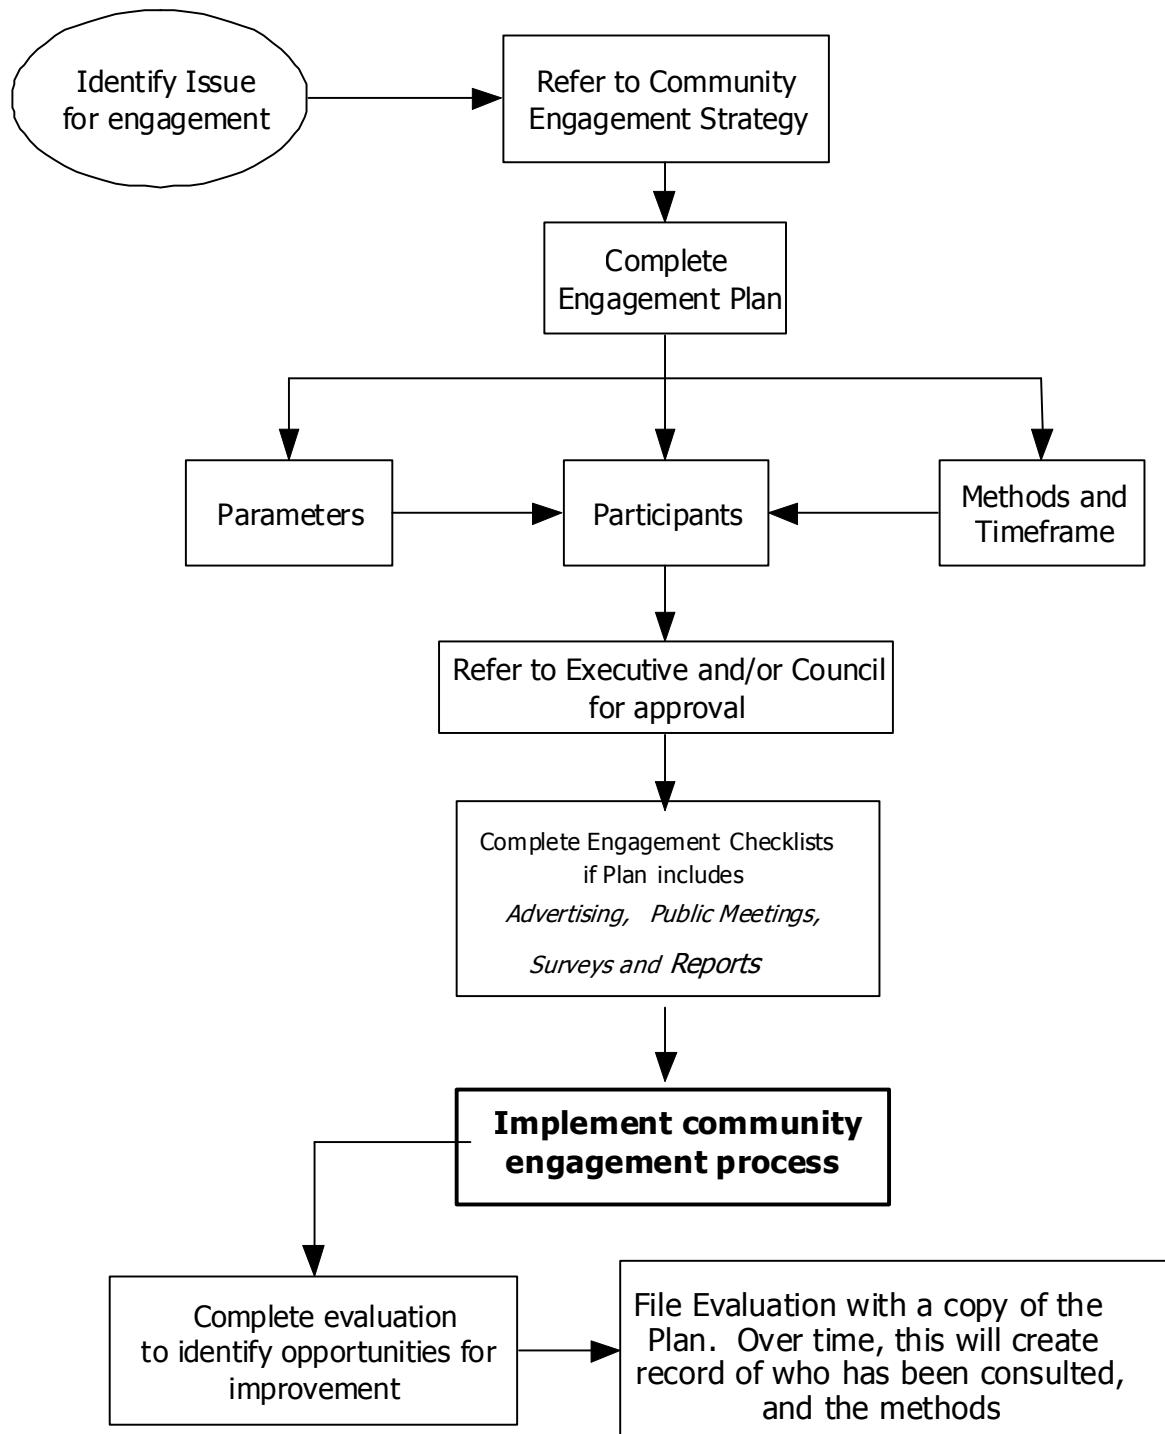 Identify Issue
for engagement
Refer to Community
Engagement Strategy
Complete
Engagement Plan
Parameters
Participants
Methods and
Timeframe
Refer to Executive and/or Council
for approval
Complete Engagement Checklists
if Plan includes
Advertising, Public Meetings,
Surveys and Reports
Implement community
engagement process
Complete evaluation
to identify opportunities for
improvement
File Evaluation with a copy of the
Plan. Over time, this will create
record of who has been consulted,
and the methods